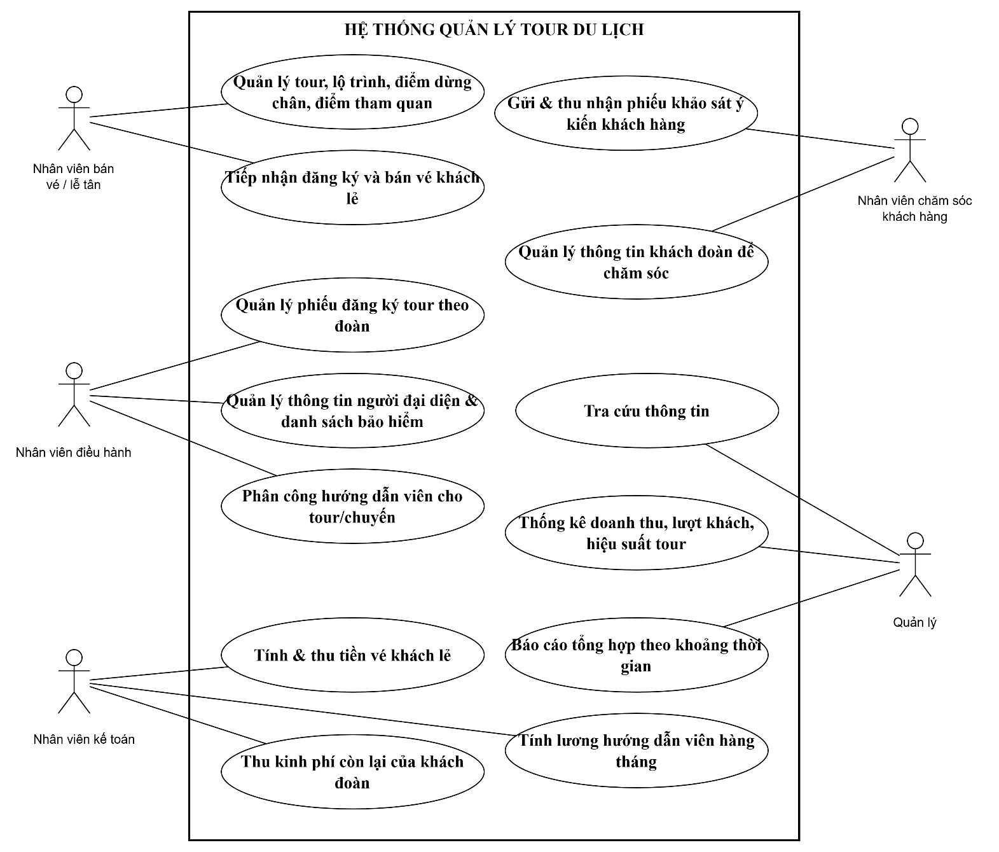 HỆ THỐNG QUẢN LÝ TOUR DU LỊCH
Quản lý tour, lộ trình, điểm dừng
chân, điểm tham quan
Gửi & thu nhận phiếu khảo sát ý
kiến khách hàng
Nhân viên bán
vé / lễ tân
Tiếp nhận đăng ký và bán vé khách
lẻ
Nhân viên chăm sóc
khách hàng
Quản lý thông tin khách đoàn để
chăm sóc
Quản lý phiếu đăng ký tour theo
đoàn
Quản lý thông tin người đại diện &
danh sách bảo hiểm
Tra cứu thông tin
Nhân viên điều hành
Phân công hướng dẫn viên cho
tour/chuyến
Thống kê doanh thu, lượt khách,
hiệu suất tour
Quản lý
Tính & thu tiền vé khách lẻ
Báo cáo tổng hợp theo khoảng thời
gian
Nhân viên kế toán
Tính lương hướng dẫn viên hàng
tháng
Thu kinh phí còn lại của khách
đoàn